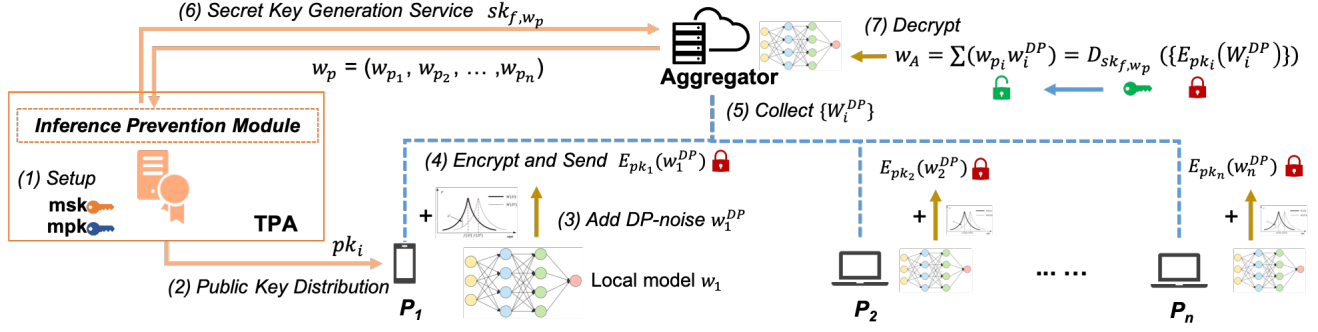 (6) Secret Key Generation Service sk_{f,w_p}
w_p = (w_{p_1}, w_{p_2}, … ,w_{p_n})
Aggregator
(7) Decrypt
w_A = ∑(w_{p_i}w_i^{DP}) = D_{sk_{f,w_p}} ({E_{pk_i}(W_i^{DP})})
(5) Collect {W_i^{DP}}
Inference Prevention Module
(1) Setup
msk
mpk
TPA
(4) Encrypt and Send E_{pk_1}(w_1^{DP})
E_{pk_2}(w_2^{DP})
E_{pk_n}(w_n^{DP})
+
(3) Add DP-noise w_1^{DP}
+
+
pk_i
(2) Public Key Distribution
Local model w_1
... ...
P_1
P_2
P_n